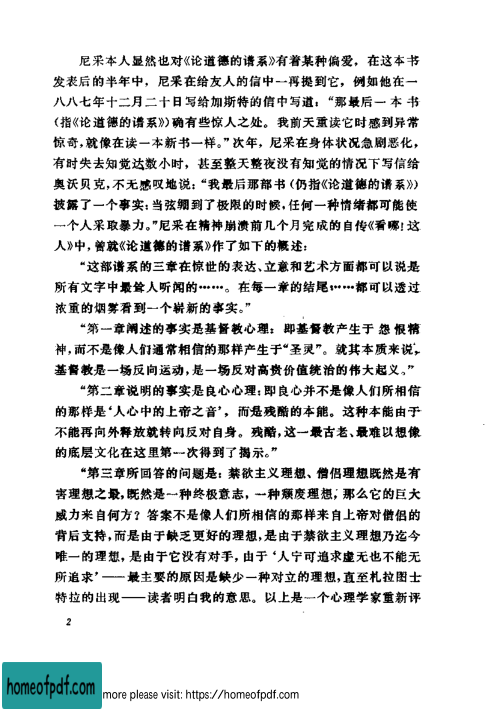 尼采本人显然也对《论道德的谱系》有着某种偏爱，在这本书
发表后的半年中，尼采在给友人的信中一再提到它，例如他在一
八八七年十二月二十日写给加斯特的信中写道：“那最后一本书
（指《论道德的谱系》）确有些惊人之处。我前天重读它时感到异常
惊奇，就像在读一本新书一样。”次年，尼采在身体状况急剧恶化，
有时失去知觉达数小时，甚至整天整夜没有知觉的情况下写信给
奥沃贝克，不无感叹地说：“我最后那部书（仍指《论道德的谱系》）
披露了一个事实：当弦绷到了极限的时候，任何一种情绪都可能使
一个人采取暴力。”尼采在精神崩溃前几个月完成的自传《看哪！这
人》中，曾就《论道德的谱系》作了如下的概述：
“这部谱系的三章在惊世的表达、立意和艺术方面都可以说是
所有文字中最耸人听闻的……。在每一章的结尾……都可以透过
浓重的烟雾看到一个崭新的事实。”
“第一章阐述的事实是基督教心理：即基督教产生于怨恨精
神，而不是像人们通常相信的那样产生于“圣灵”。就其本质来说，
基督教是一场反向运动，是一场反对高贵价值统治的伟大起义。”
“第二章说明的事实是良心心理：即良心并不是像人们所相信
的那样是‘人心中的上帝之音’，而是残酷的本能。这种本能由于
不能再向外释放就转向反对自身。残酷，这一最古老、最难以想像
的底层文化在这里第一次得到了揭示。”
“第三章所回答的问题是：禁欲主义理想、僧侣理想既然是有
害理想之最，既然是一种终极意志，一种颓废理想，那么它的巨大
威力来自何方？答案不是像人们所相信的那样来自上帝对僧侣的
背后支持，而是由于缺乏更好的理想，是由于禁欲主义理想乃迄今
唯一的理想，是由于它没有对手，由于‘人宁可追求虚无也不能无
所追求’——最主要的原因是缺少一种对立的理想，直至札拉图士
特拉的出现——读者明白我的意思。以上是一个心理学家重新评
2
homeofpdf.com
more please visit: https://homeofpdf.com